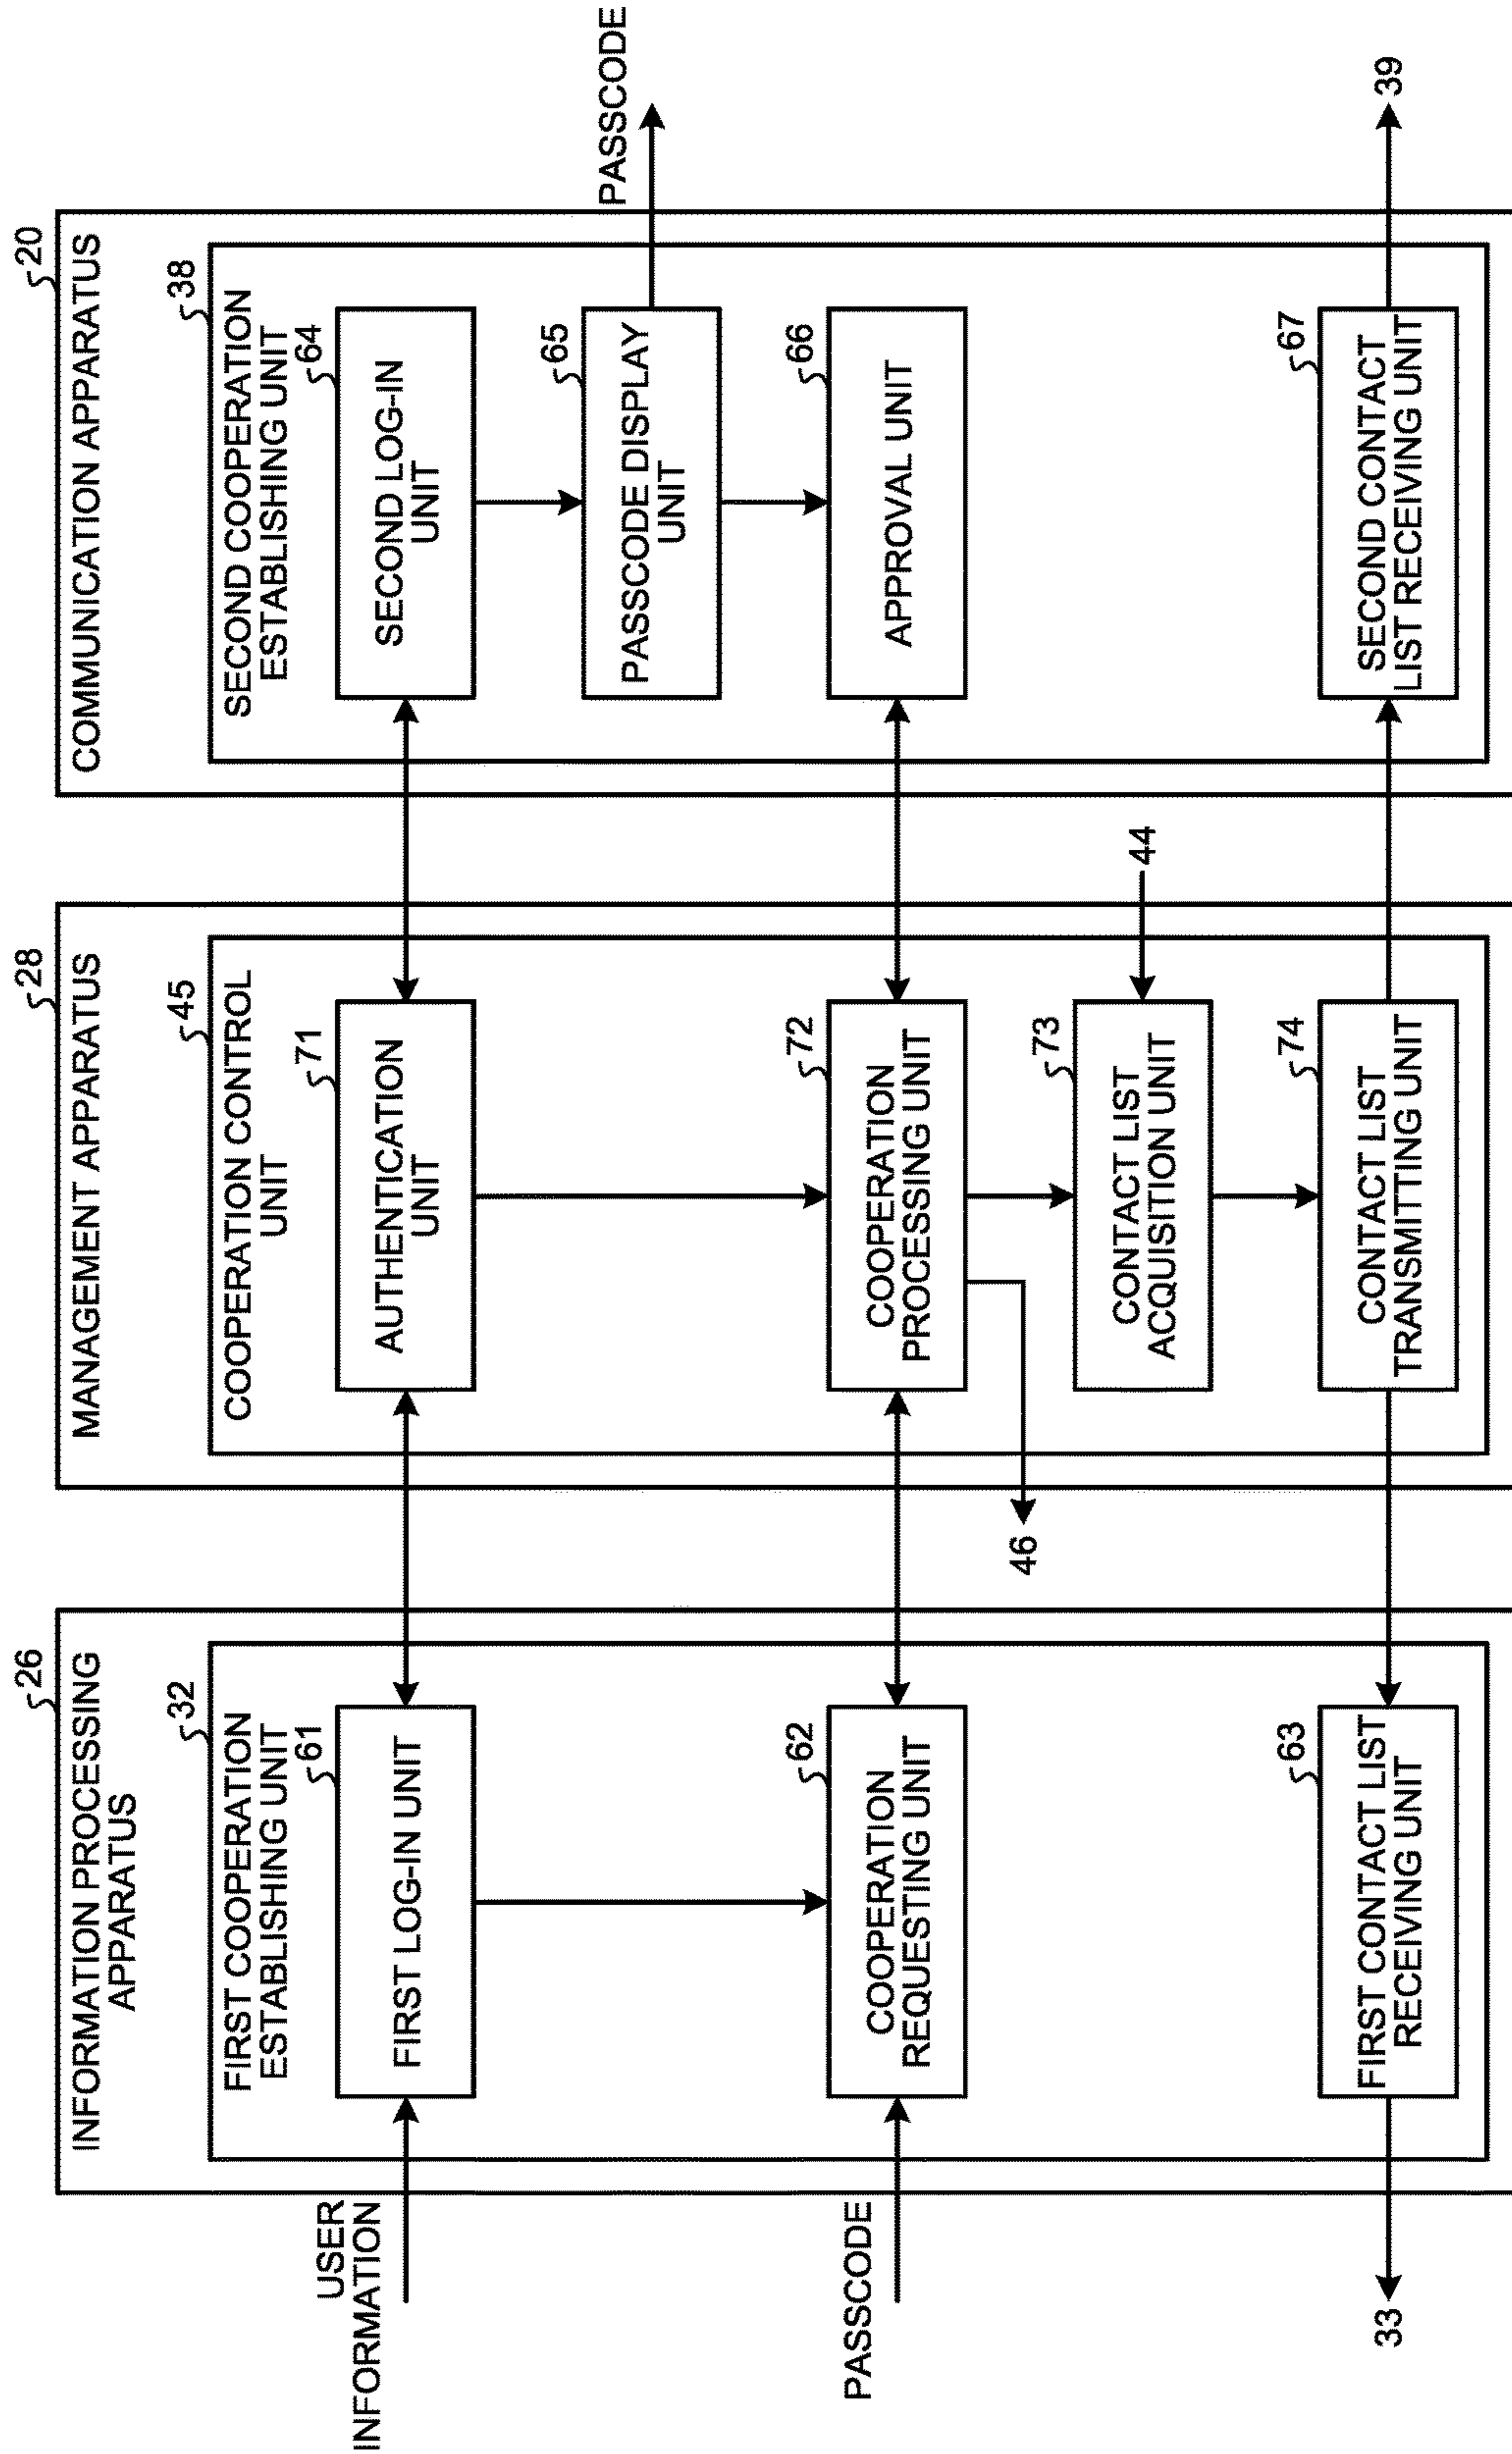 26
INFORMATION PROCESSING
APPARATUS
32
FIRST COOPERATION
ESTABLISHING UNIT
61
FIRST LOG-IN UNIT
USER
INFORMATION
62
COOPERATION
REQUESTING UNIT
PASSCODE
63
FIRST CONTACT LIST
RECEIVING UNIT
33
28
MANAGEMENT APPARATUS
45
COOPERATION CONTROL
UNIT
71
AUTHENTICATION
UNIT
72
COOPERATION
PROCESSING UNIT
46
73
CONTACT LIST
ACQUISITION UNIT
44
74
CONTACT LIST
TRANSMITTING UNIT
20
COMMUNICATION APPARATUS
38
SECOND COOPERATION
ESTABLISHING UNIT
64
SECOND LOG-IN
UNIT
65
PASSCODE DISPLAY
UNIT
PASSCODE
66
APPROVAL UNIT
67
SECOND CONTACT
LIST RECEIVING UNIT
39